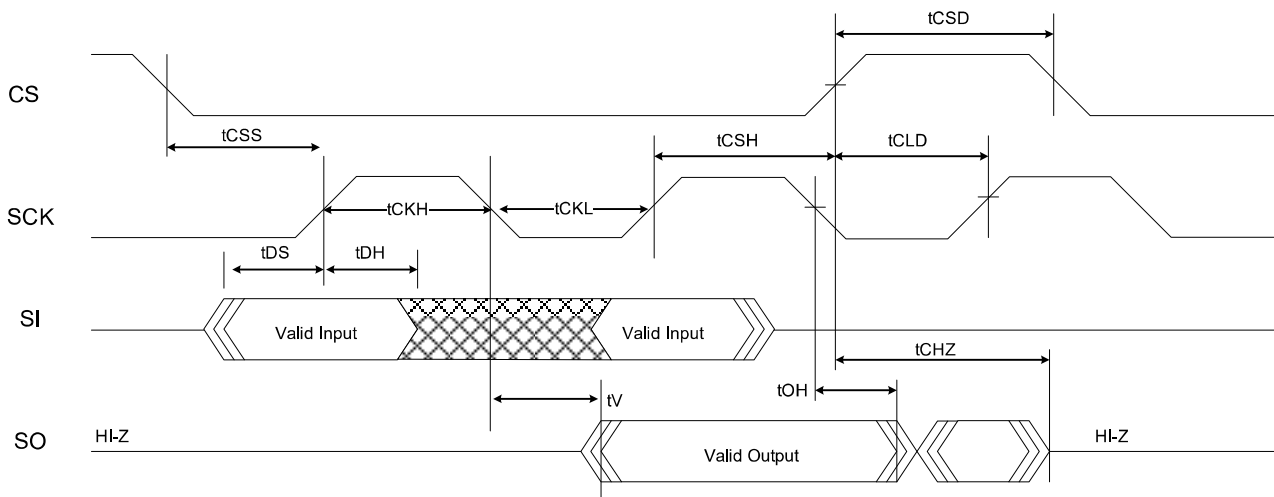 tCSD
CS
tCSS
tCSH
tCLD
SCK
tCKH
tCKL
tDS
tDH
SI
Valid Input
Valid Input
tCHZ
tOH
tV
SO
HI-Z
Valid Output
HI-Z